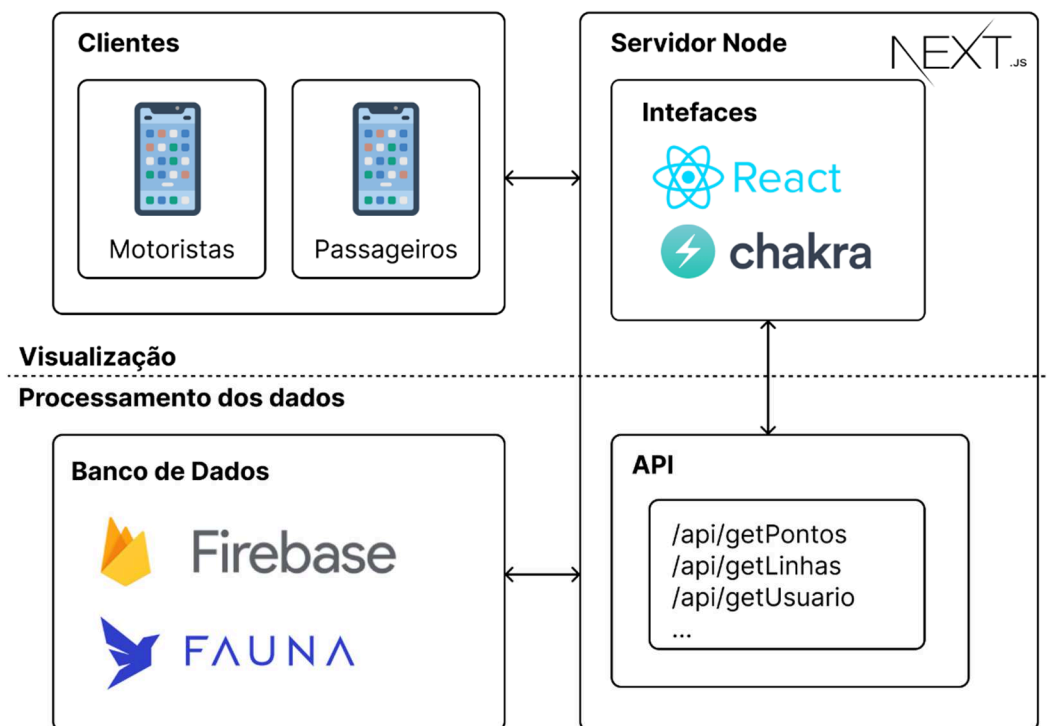 Clientes
Motoristas
Passageiros
Servidor Node
NEXT.JS
Intefaces
React
chakra
Visualização
Processamento dos dados
Banco de Dados
Firebase
FAUNA
API
/api/getPontos
/api/getLinhas
/api/getUsuario
...